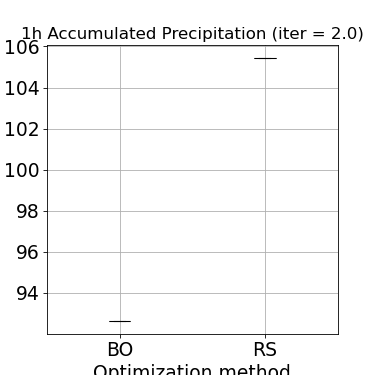 1h Accumulated Precipitation (iter = 2.0)
106
104
102
100
98
96
94
BO RS
Optimization method